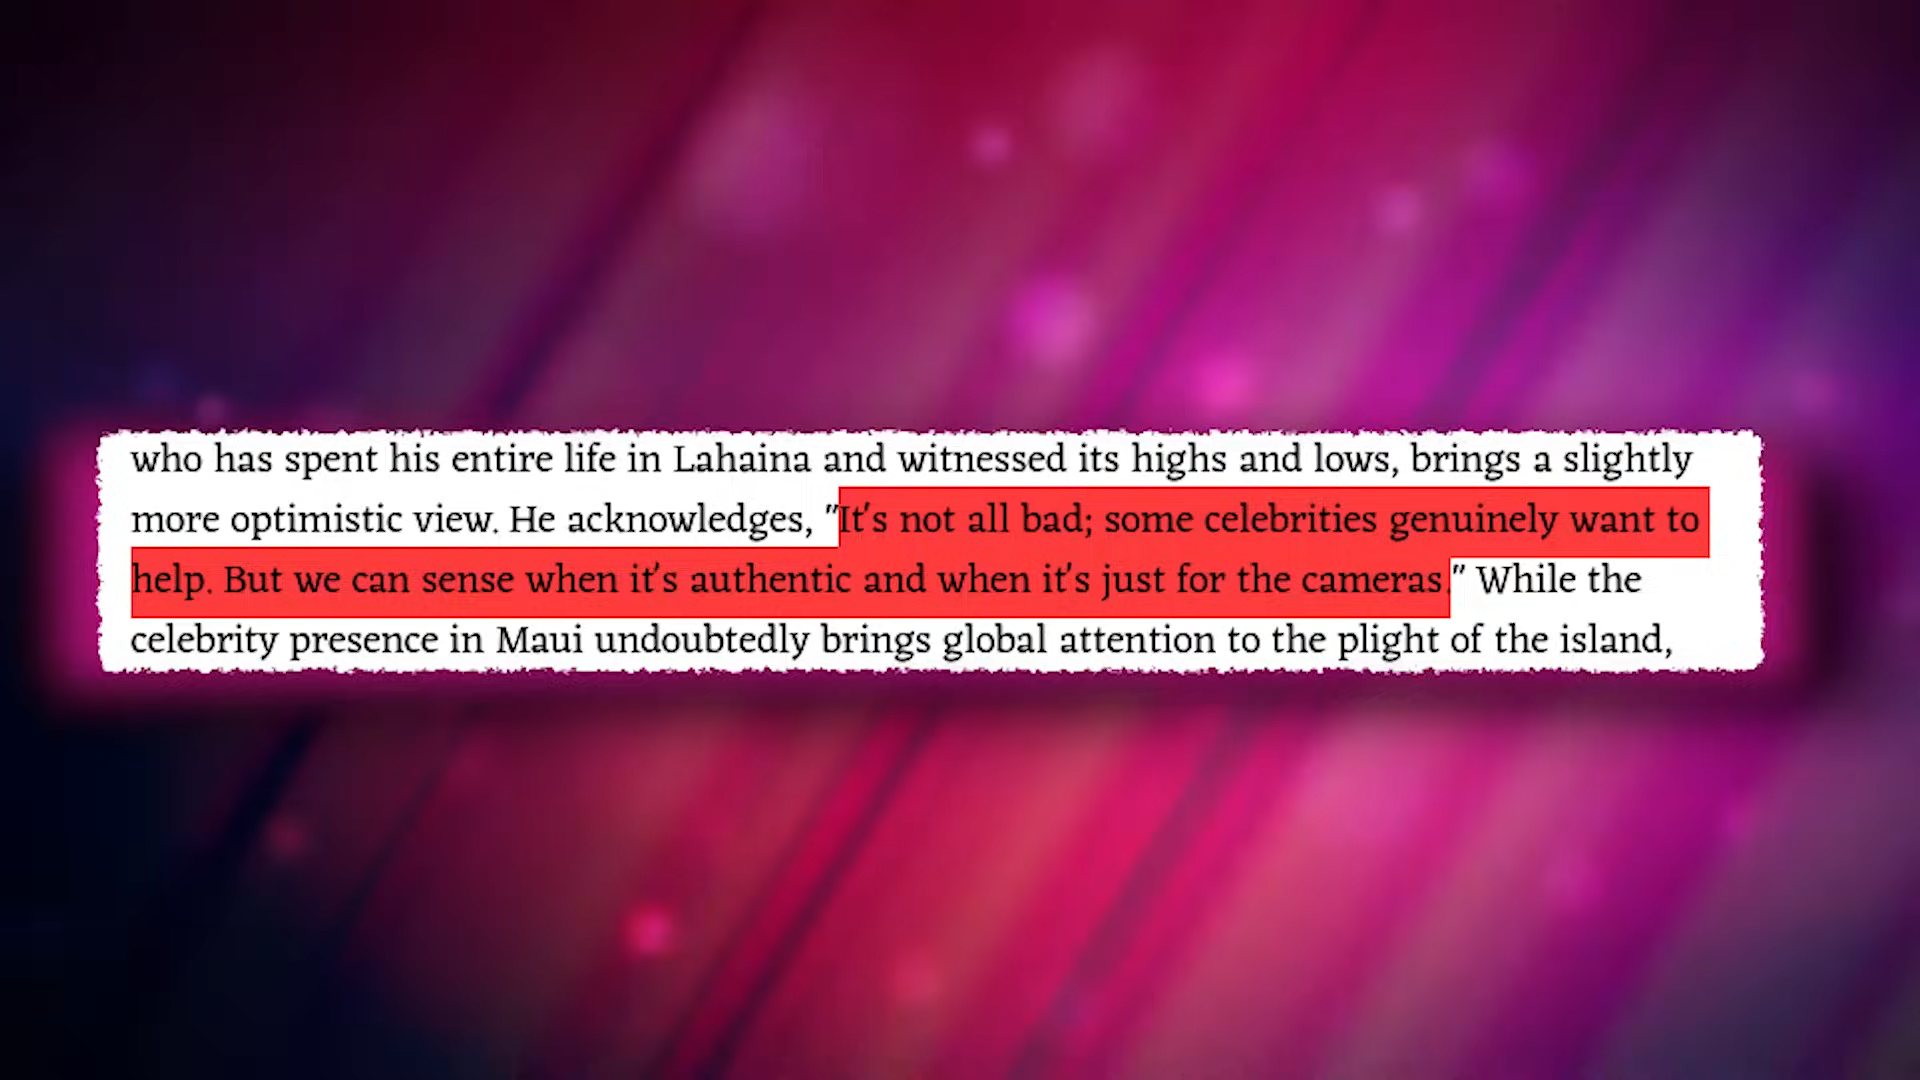 who has spent his entire life in Lahaina and witnessed its highs and lows, brings a slightly
more optimistic view. He acknowledges, "It's not all bad; some celebrities genuinely want to
help. But we can sense when it's authentic and when it's just for the cameras." While the
celebrity presence in Maui undoubtedly brings global attention to the plight of the island,